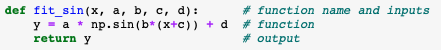 def fit_sin(x, a, b, c, d):       # function name and inputs
    y = a * np.sin(b*(x+c)) + d   # function
    return y                      # output